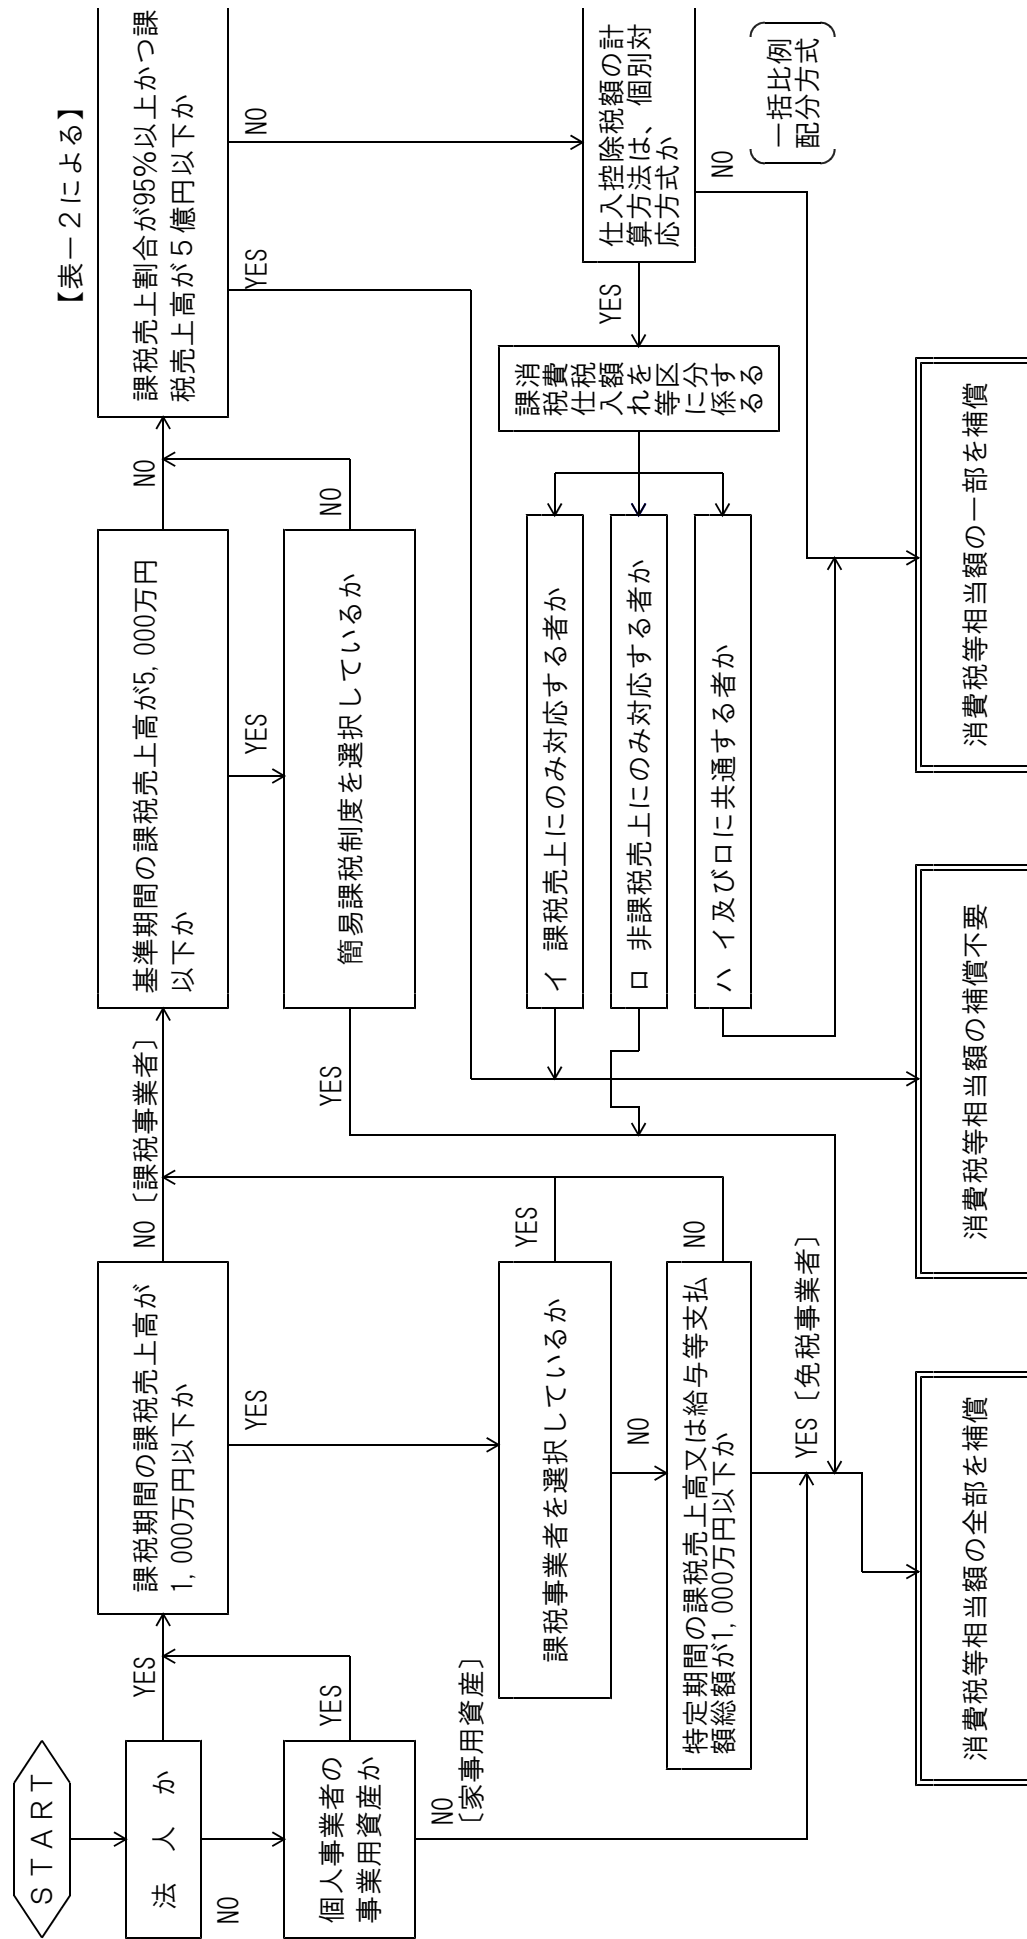 START
法人か
YES
NO
個人事業者の
事業用資産か
YES
NO
〔家事用資産〕
課税期間の課税売上高が
1,000万円以下か
NO〔課税事業者〕
YES
課税事業者を選択しているか
YES
NO
特定期間の課税売上高又は給与等支払
額総額が1,000万円以下か
NO
YES〔免税事業者〕
基準期間の課税売上高が5,000万円
以下か
NO
YES
簡易課税制度を選択しているか
NO
YES
【表-2による】
課税売上割合が95%以上かつ課
税売上高が5億円以下か
NO
YES
仕入控除税額の計
算方法は、個別対
応方式か
YES
NO
(一括比例
配分方式)
課税仕入れ等に係る
消費税額を区分する
イ 課税売上にのみ対応する者か
ロ 非課税売上にのみ対応する者か
ハ イ及びロに共通する者か
消費税等相当額の全部を補償
消費税等相当額の補償不要
消費税等相当額の一部を補償